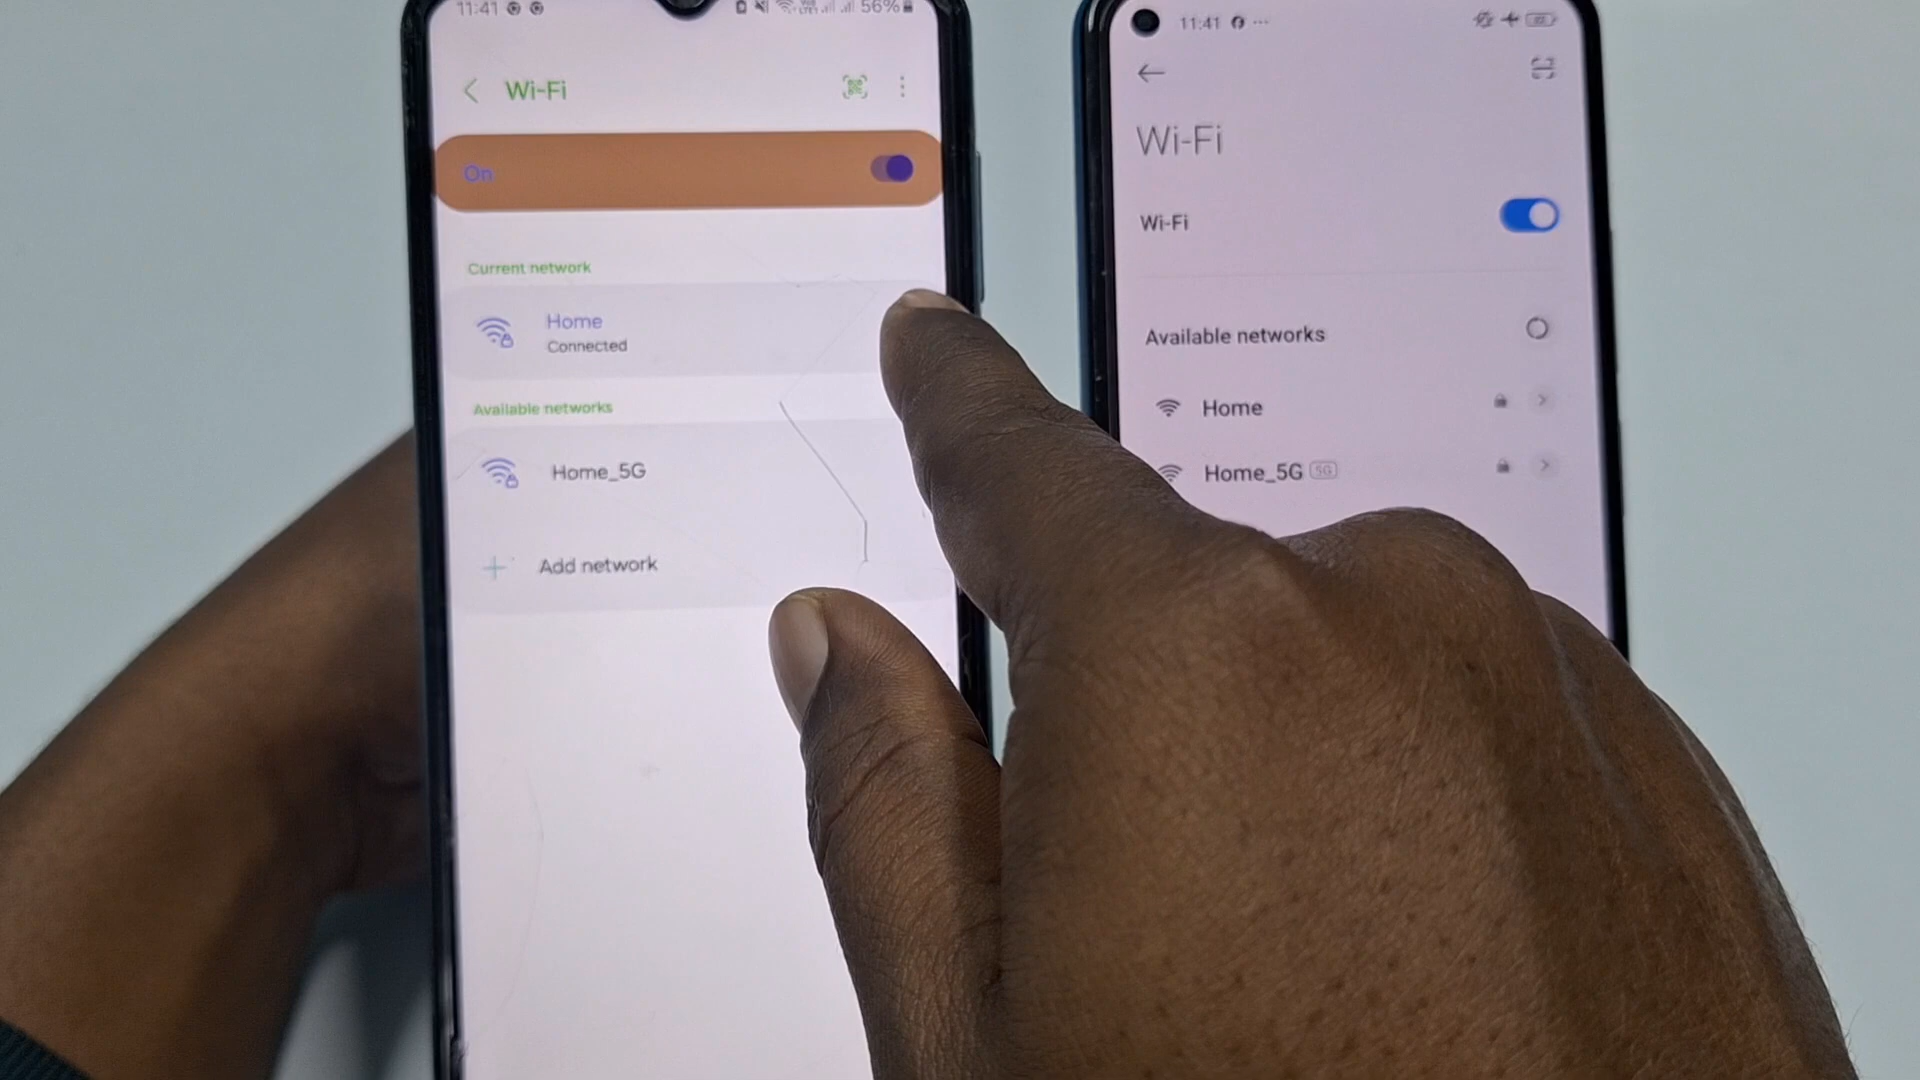 11:41
56%
Wi-Fi
On
Current network
Home
Connected
Available networks
Home_5G
Add network
11:41
Wi-Fi
Wi-Fi
Available networks
Home
Home_5G 5G